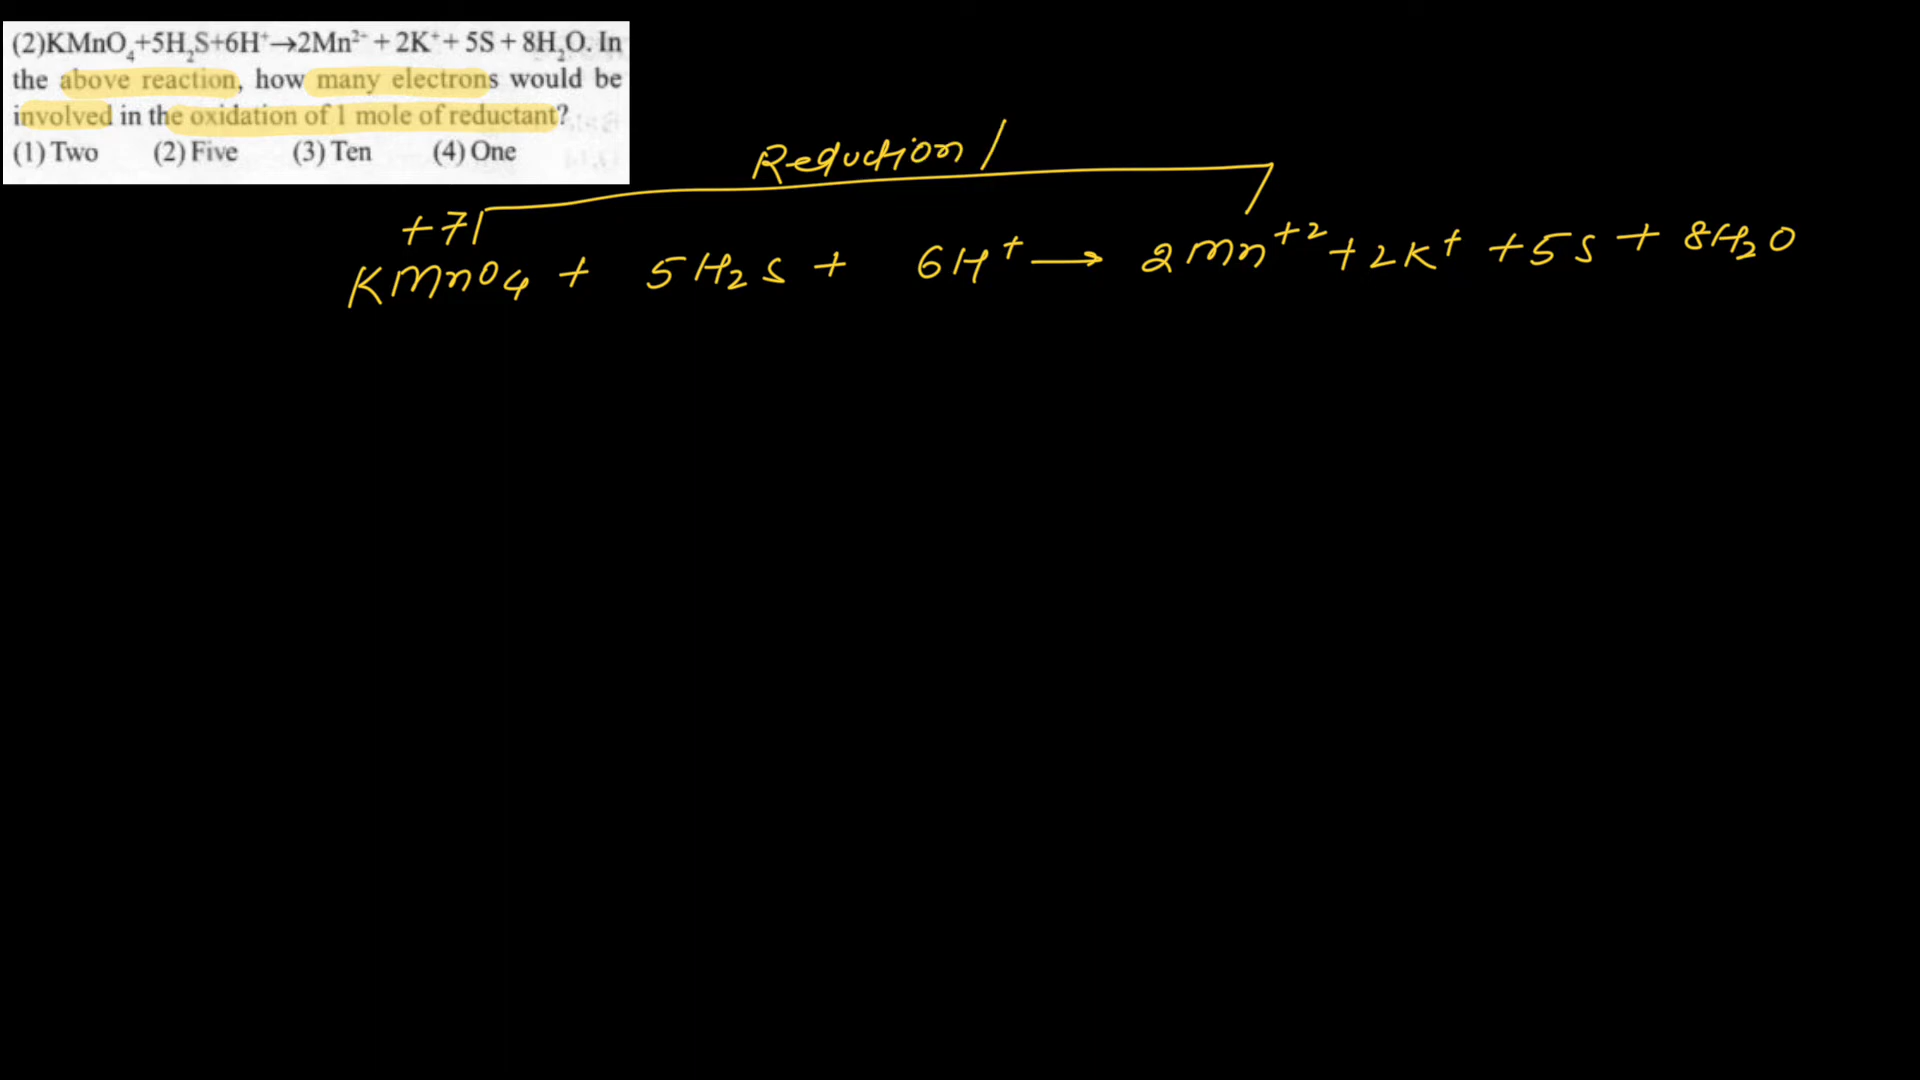 (2)KMnO₄+5H₂S+6H⁺→2Mn²⁺ + 2K⁺+ 5S + 8H₂O. In
the above reaction, how many electrons would be
involved in the oxidation of 1 mole of reductant?
(1) Two (2) Five (3) Ten (4) One
Reduction /
+7
KMnO₄ + 5H₂S + 6H⁺ → 2Mn⁺² + 2K⁺ + 5S + 8H₂O